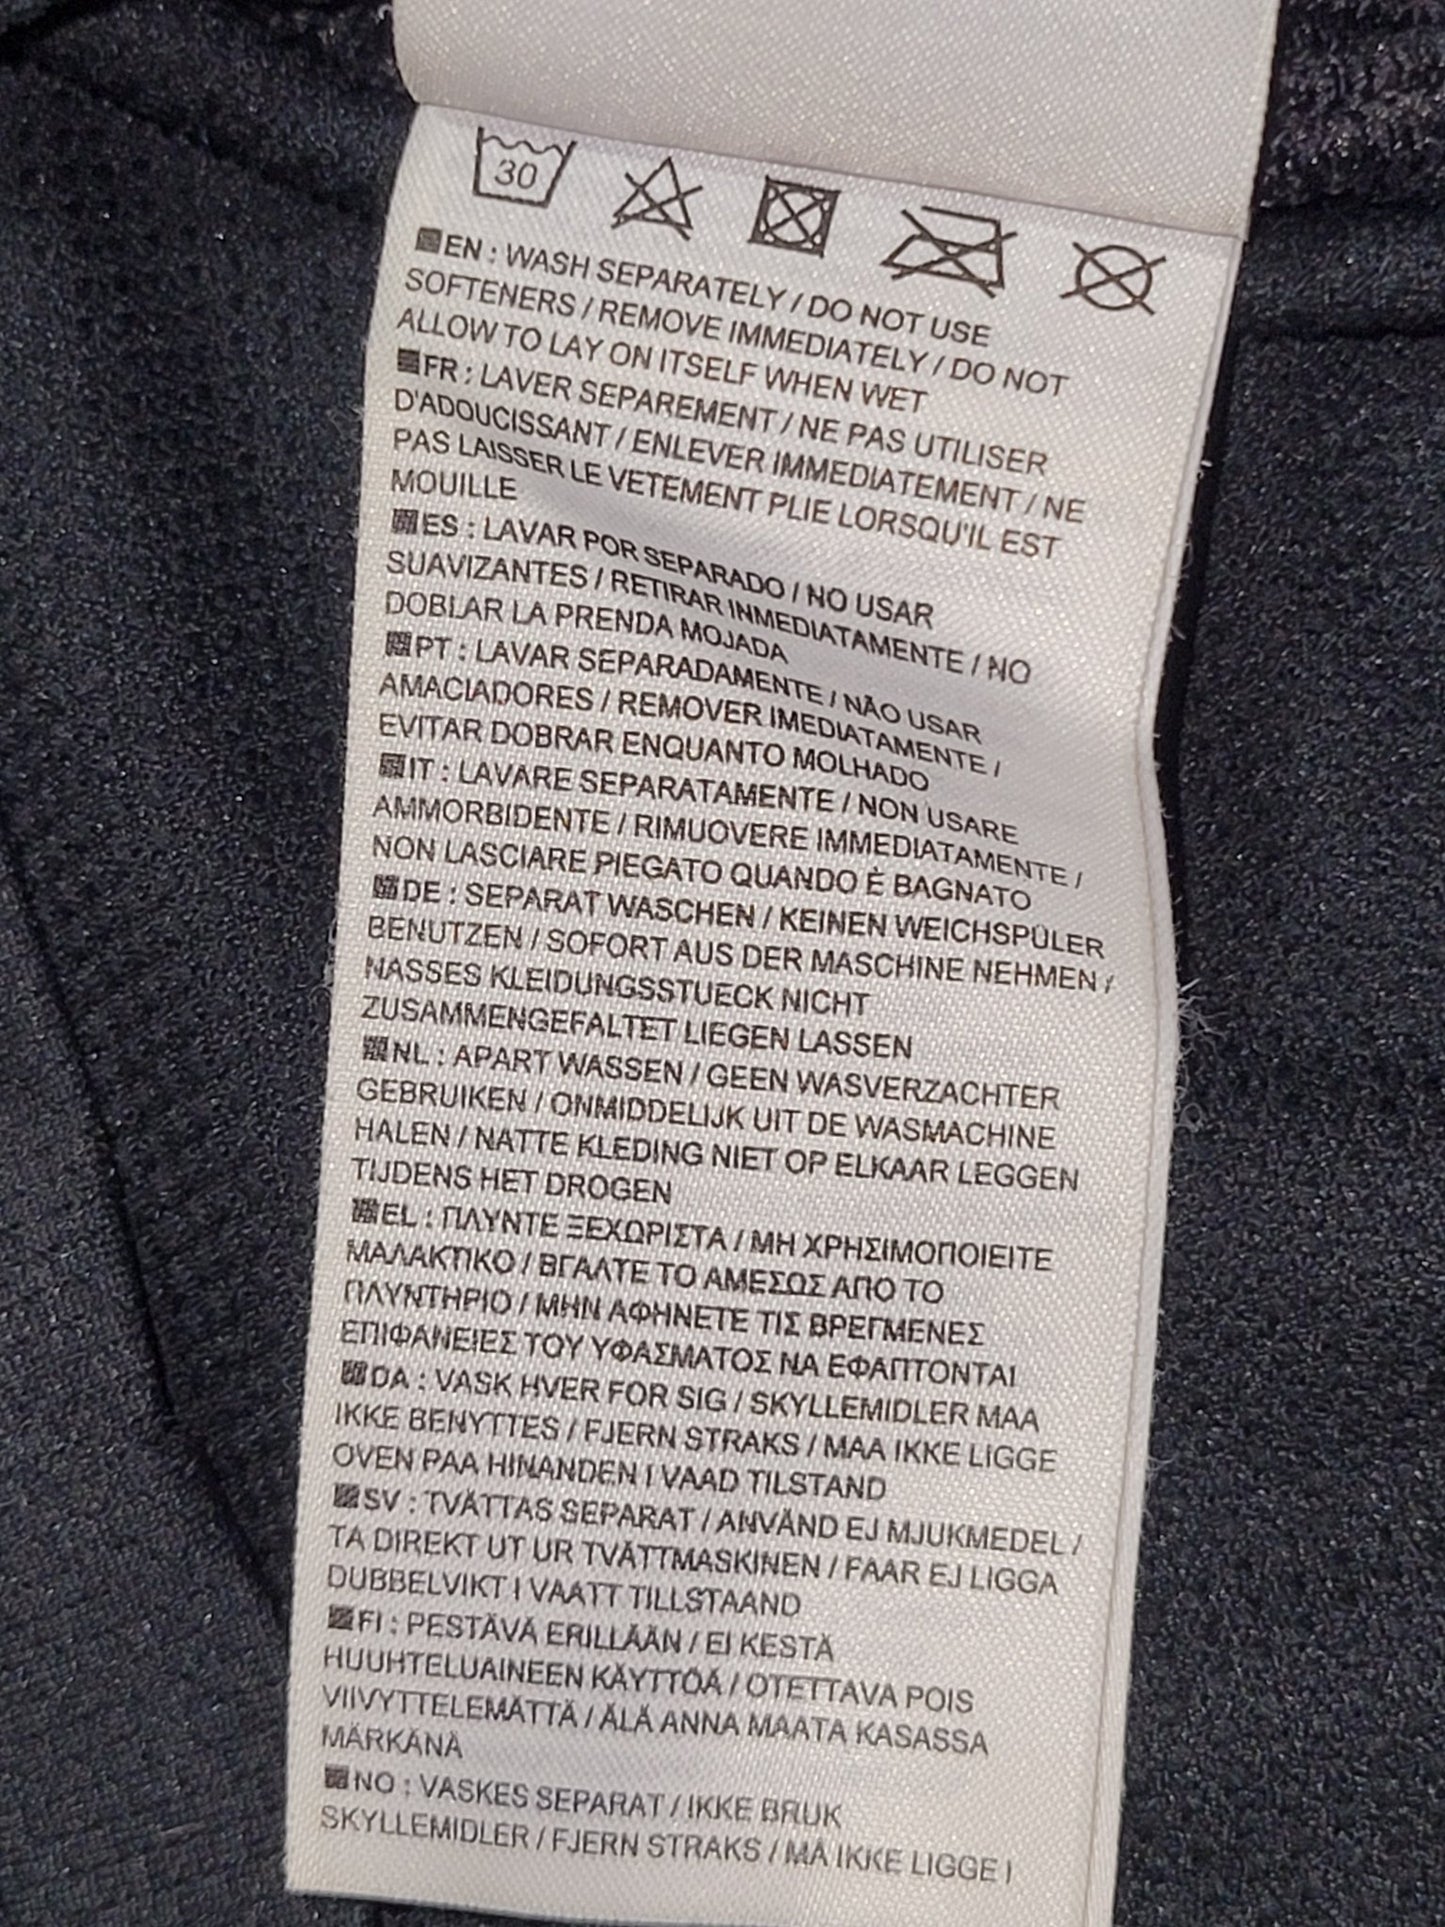 30
EN : WASH SEPARATELY / DO NOT USE
SOFTENERS / REMOVE IMMEDIATELY / DO NOT
ALLOW TO LAY ON ITSELF WHEN WET
FR : LAVER SEPAREMENT / NE PAS UTILISER
D'ADOUCISSANT / ENLEVER IMMEDIATEMENT / NE
PAS LAISSER LE VETEMENT PLIE LORSQU'IL EST
MOUILLE
ES : LAVAR POR SEPARADO / NO USAR
SUAVIZANTES / RETIRAR INMEDIATAMENTE / NO
DOBLAR LA PRENDA MOJADA
PT : LAVAR SEPARADAMENTE / NÃO USAR
AMACIADORES / REMOVER IMEDIATAMENTE /
EVITAR DOBRAR ENQUANTO MOLHADO
IT : LAVARE SEPARATAMENTE / NON USARE
AMMORBIDENTE / RIMUOVERE IMMEDIATAMENTE /
NON LASCIARE PIEGATO QUANDO È BAGNATO
DE : SEPARAT WASCHEN / KEINEN WEICHSPÜLER
BENUTZEN / SOFORT AUS DER MASCHINE NEHMEN /
NASSES KLEIDUNGSSTUECK NICHT
ZUSAMMENGEFALTET LIEGEN LASSEN
NL : APART WASSEN / GEEN WASVERZACHTER
GEBRUIKEN / ONMIDDELIJK UIT DE WASMACHINE
HALEN / NATTE KLEDING NIET OP ELKAAR LEGGEN
TIJDENS HET DROGEN
EL : ΠΛΥΝΤΕ ΞΕΧΩΡΙΣΤΑ / ΜΗ ΧΡΗΣΙΜΟΠΟΙΕΙΤΕ
ΜΑΛΑΚΤΙΚΟ / ΒΓΑΛΤΕ ΤΟ ΑΜΕΣΩΣ ΑΠΟ ΤΟ
ΠΛΥΝΤΗΡΙΟ / ΜΗΝ ΑΦΗΝΕΤΕ ΤΙΣ ΒΡΕΓΜΕΝΕΣ
ΕΠΙΦΑΝΕΙΕΣ ΤΟΥ ΥΦΑΣΜΑΤΟΣ ΝΑ ΕΦΑΠΤΟΝΤΑΙ
DA : VASK HVER FOR SIG / SKYLLEMIDLER MAA
IKKE BENYTTES / FJERN STRAKS / MAA IKKE LIGGE
OVEN PAA HINANDEN I VAAD TILSTAND
SV : TVÄTTAS SEPARAT / ANVÄND EJ MJUKMEDEL /
TA DIREKT UT UR TVÄTTMASKINEN / FAAR EJ LIGGA
DUBBELVIKT I VAATT TILLSTAAND
FI : PESTÄVÄ ERILLÄÄN / EI KESTÄ
HUUHTELUAINEEN KÄYTTÖÄ / OTETTAVA POIS
VIIVYTTELEMÄTTÄ / ÄLÄ ANNA MAATA KASASSA
MÄRKÄNÄ
NO : VASKES SEPARAT / IKKE BRUK
SKYLLEMIDLER / FJERN STRAKS / MÅ IKKE LIGGE I